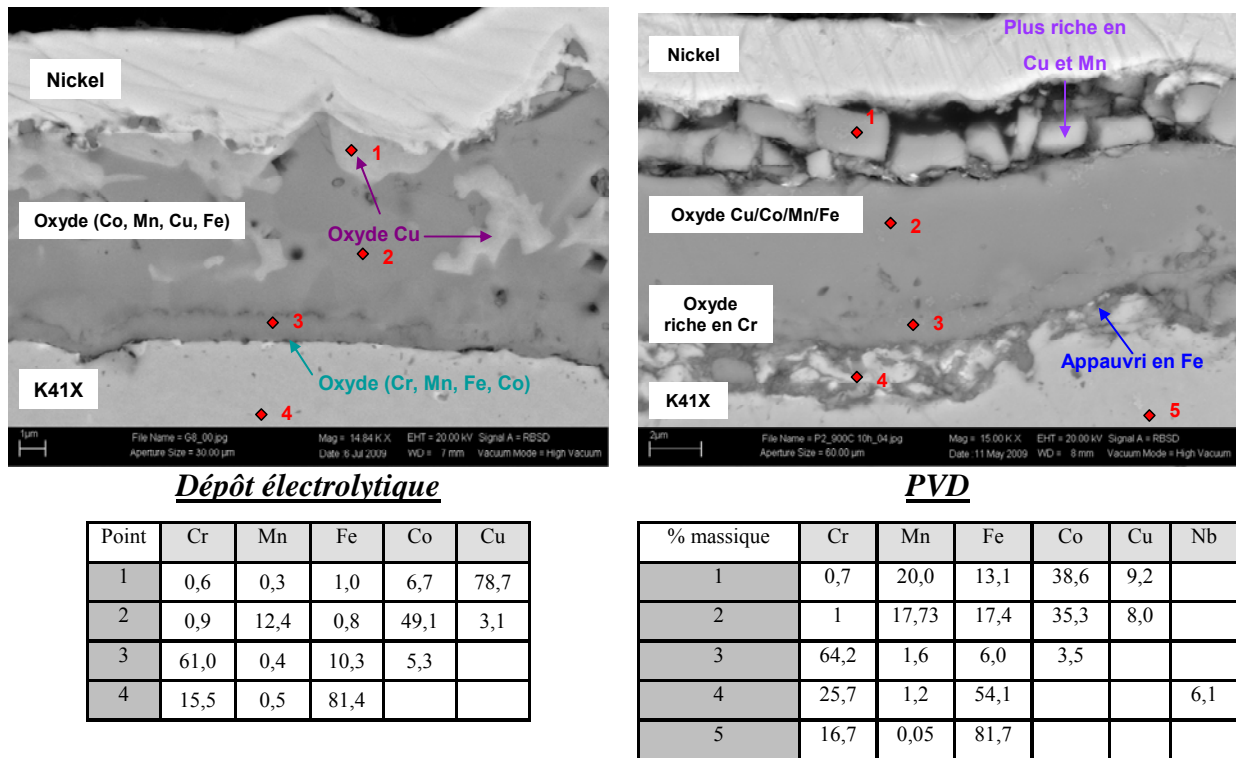 Nickel
1
Oxyde (Co, Mn, Cu, Fe)
Oxyde Cu
2
3
Oxyde (Cr, Mn, Fe, Co)
K41X
4
1µm
File Name = G8_00.jpg
Mag = 14.84 K X
EHT = 20.00 kV
Signal A = RBSD
Aperture Size = 30.00 µm
Date :6 Jul 2009
WD = 7 mm
Vacuum Mode = High Vacuum
Dépôt électrolytique
Point Cr Mn Fe Co Cu
1 0,6 0,3 1,0 6,7 78,7
2 0,9 12,4 0,8 49,1 3,1
3 61,0 0,4 10,3 5,3
4 15,5 0,5 81,4
Nickel
Plus riche en
Cu et Mn
1
Oxyde Cu/Co/Mn/Fe
2
Oxyde
riche en Cr
3
Appauvri en Fe
4
K41X
5
2µm
File Name = P2_900C 10h_04.jpg
Mag = 15.00 K X
EHT = 20.00 kV
Signal A = RBSD
Aperture Size = 60.00 µm
Date :11 May 2009
WD = 8 mm
Vacuum Mode = High Vacuum
PVD
% massique Cr Mn Fe Co Cu Nb
1 0,7 20,0 13,1 38,6 9,2
2 1 17,73 17,4 35,3 8,0
3 64,2 1,6 6,0 3,5
4 25,7 1,2 54,1 6,1
5 16,7 0,05 81,7